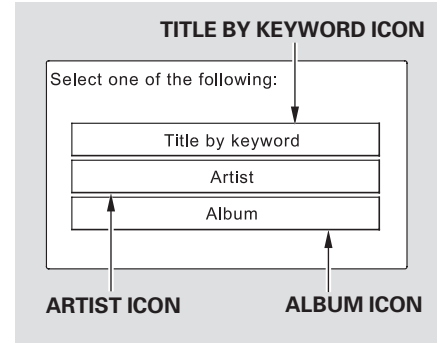 TITLE BY KEYWORD ICON
Select one of the following:
Title by keyword
Artist
Album
ARTIST ICON
ALBUM ICON